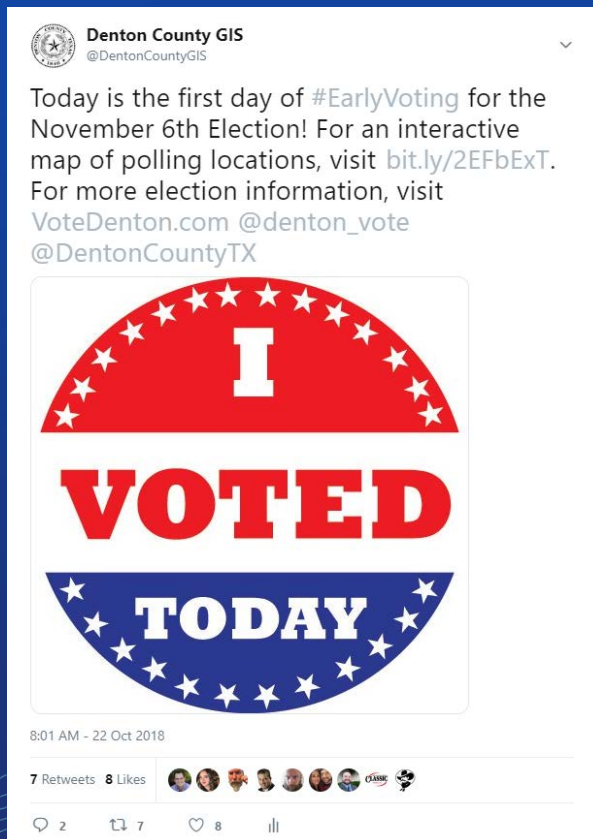 Denton County GIS
@DentonCountyGIS
Today is the first day of #EarlyVoting for the
November 6th Election! For an interactive
map of polling locations, visit bit.ly/2EFbExT.
For more election information, visit
VoteDenton.com @denton_vote
@DentonCountyTX
I
VOTED
TODAY
8:01 AM - 22 Oct 2018
7 Retweets 8 Likes
CLASSIC
2 7 8